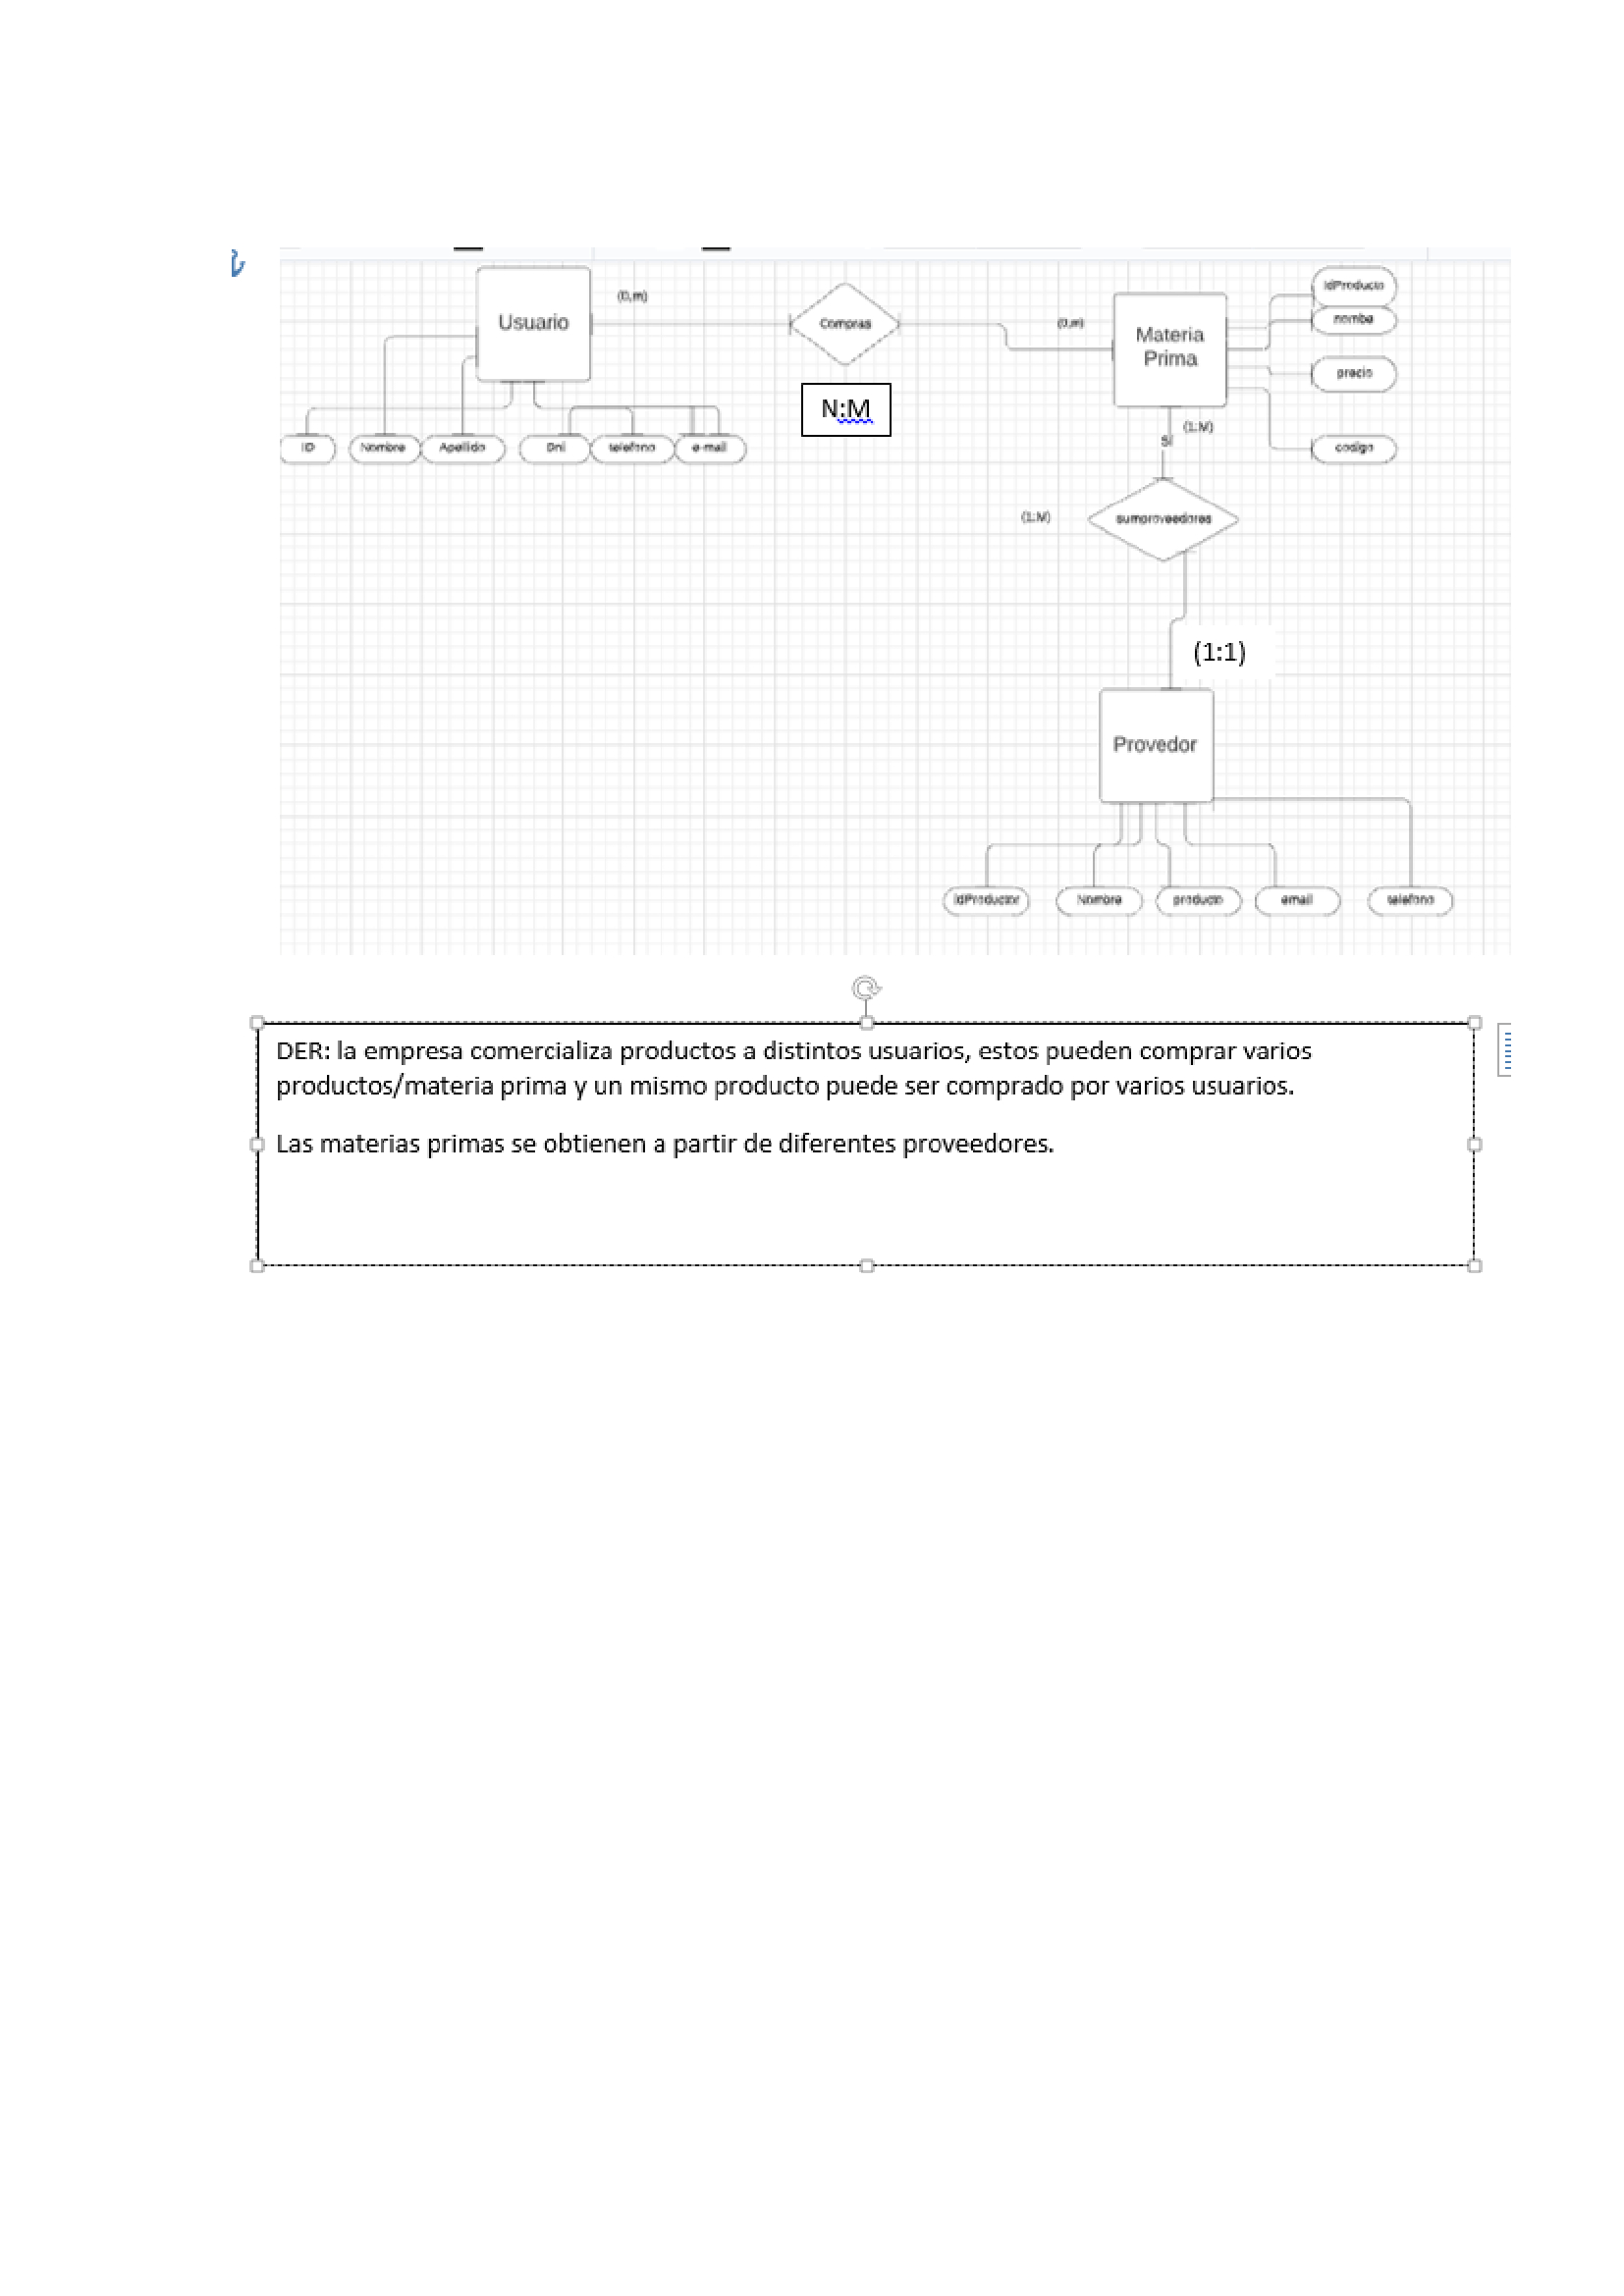 Usuario
(0,m)
Compras
(0,m)
Materia
Prima
idProducto
nombe
precio
codigo
N:M
ID
Nombre
Apellido
Dni
telefono
e-mail
(1:M)
Sí
(1:M)
sumproveedores
(1:1)
Provedor
idProductor
Nombre
producto
email
telefono
DER: la empresa comercializa productos a distintos usuarios, estos pueden comprar varios
productos/materia prima y un mismo producto puede ser comprado por varios usuarios.
Las materias primas se obtienen a partir de diferentes proveedores.